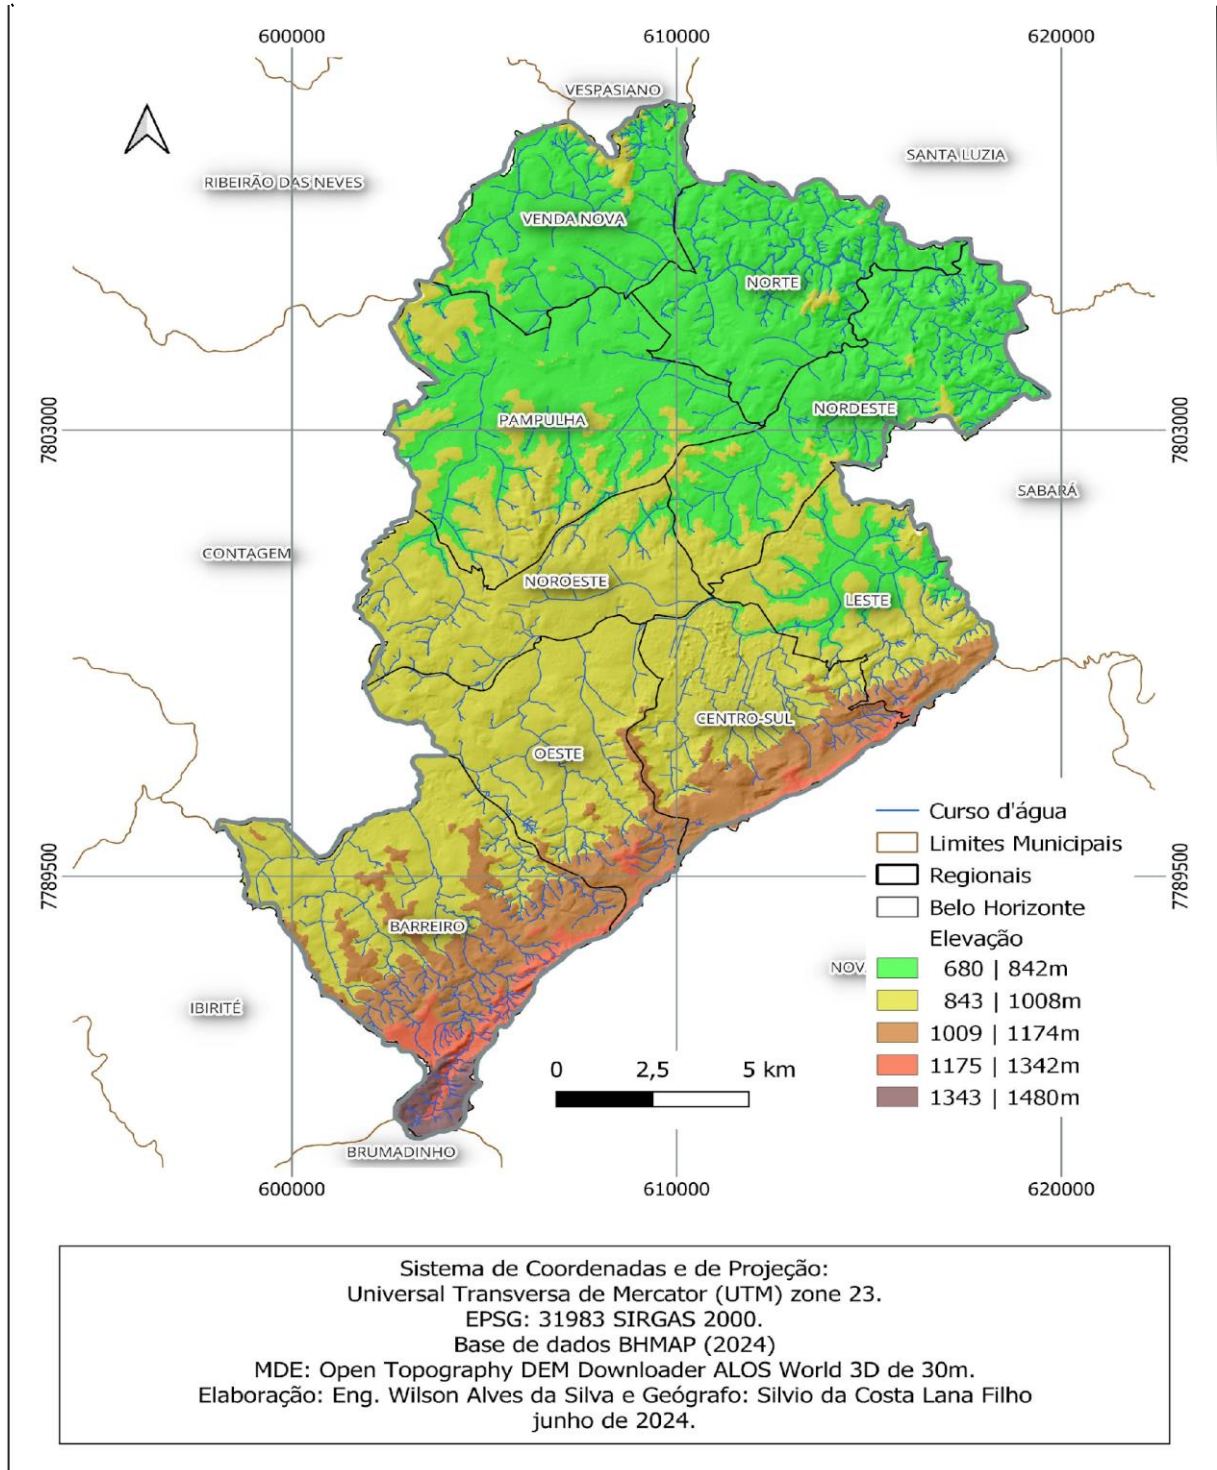 600000
610000
620000
VESPASIANO
SANTA LUZIA
RIBEIRÃO DAS NEVES
VENDA NOVA
NORTE
7803000
PAMPULHA
NORDESTE
7803000
SABARÁ
CONTAGEM
NOROESTE
LESTE
CENTRO-SUL
OESTE
7789500
BARREIRO
IBIRITÉ
NOV
7789500
Curso d'água
Limites Municipais
Regionais
Belo Horizonte
Elevação
680 | 842m
843 | 1008m
1009 | 1174m
1175 | 1342m
1343 | 1480m
0 2,5 5 km
BRUMADINHO
600000
610000
620000
Sistema de Coordenadas e de Projeção:
Universal Transversa de Mercator (UTM) zone 23.
EPSG: 31983 SIRGAS 2000.
Base de dados BHMAP (2024)
MDE: Open Topography DEM Downloader ALOS World 3D de 30m.
Elaboração: Eng. Wilson Alves da Silva e Geógrafo: Silvio da Costa Lana Filho
junho de 2024.